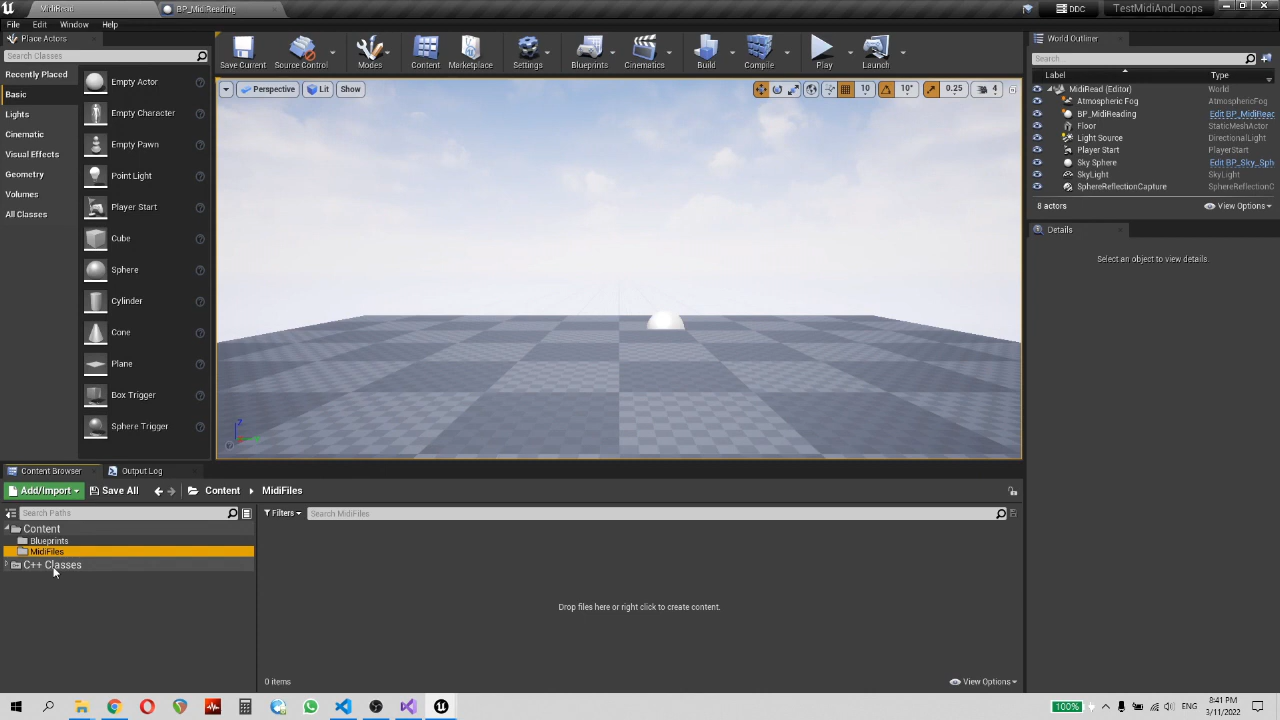 MidiRead
BP_MidiReading
DDC
TestMidiAndLoops
File Edit Window Help
Place Actors
Search Classes
Recently Placed
Basic
Lights
Cinematic
Visual Effects
Geometry
Volumes
All Classes
Empty Actor
Empty Character
Empty Pawn
Point Light
Player Start
Cube
Sphere
Cylinder
Cone
Plane
Box Trigger
Sphere Trigger
Save Current
Source Control
Modes
Content
Marketplace
Settings
Blueprints
Cinematics
Build
Compile
Play
Launch
Perspective
Lit
Show
10
10°
0.25
4
Z
World Outliner
Search...
Label Type
MidiRead (Editor) World
Atmospheric Fog AtmosphericFog
BP_MidiReading Edit BP_MidiReac
Floor StaticMeshActor
Light Source DirectionalLight
Player Start PlayerStart
Sky Sphere Edit BP_Sky_Sph
SkyLight SkyLight
SphereReflectionCapture SphereReflectionC
8 actors
View Options
Details
Select an object to view details.
Content Browser
Output Log
Add/Import
Save All
Content
MidiFiles
Search Paths
Filters
Search MidiFiles
Content
Blueprints
MidiFiles
C++ Classes
Drop files here or right click to create content.
0 items
View Options
100%
ENG
8:41 PM
3/11/2022